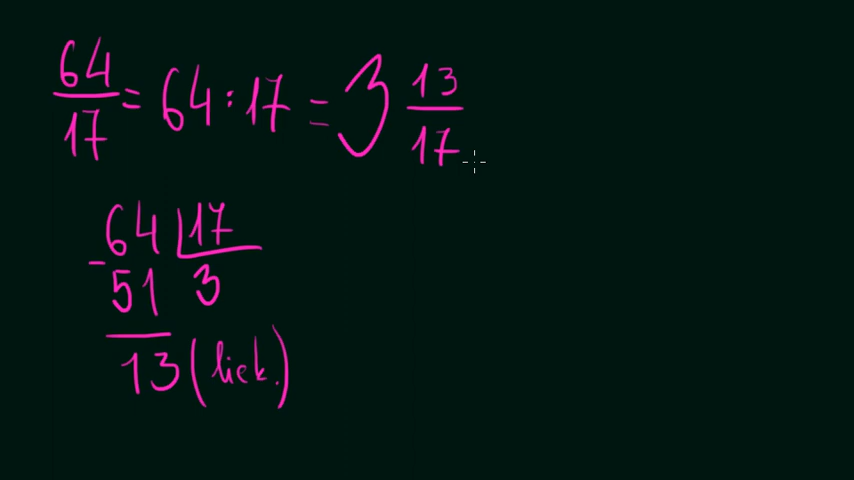 64/17 = 64 : 17 = 3 13/17
64 | 17
- 51 | 3
13 (liek.)